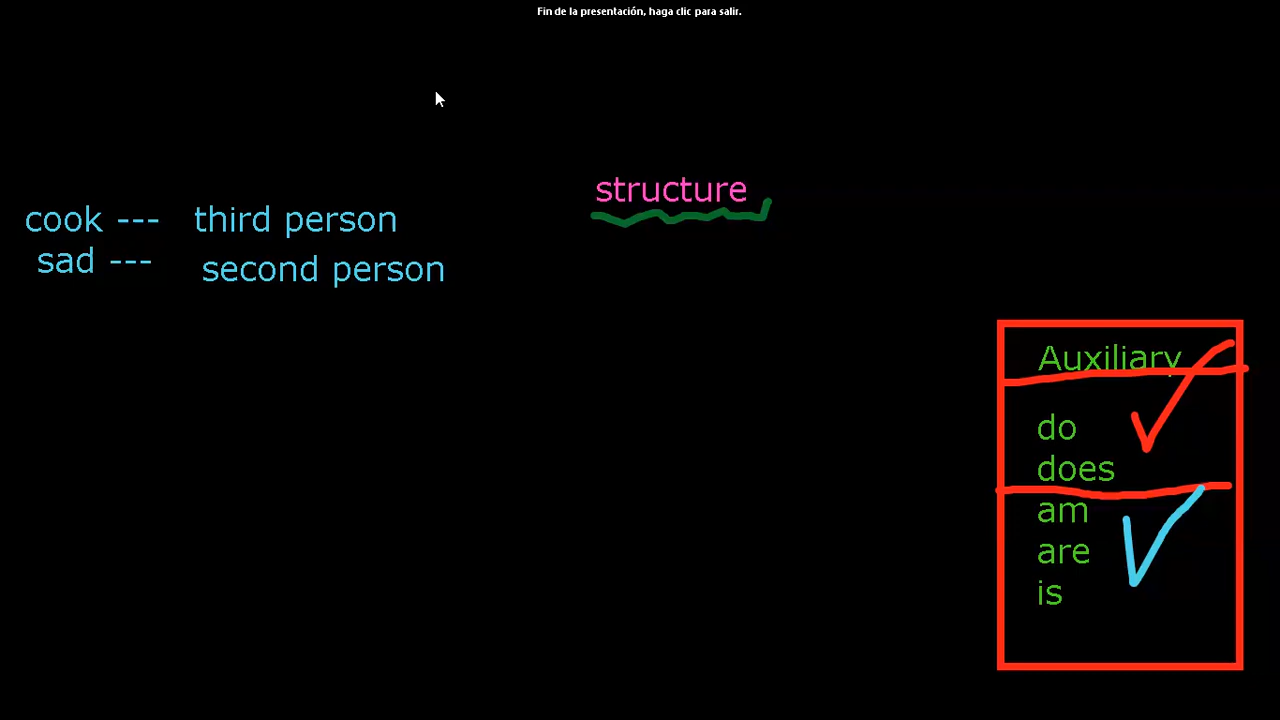 Fin de la presentación, haga clic para salir.
structure
cook --- third person
sad --- second person
Auxiliary
do
does
am
are
is